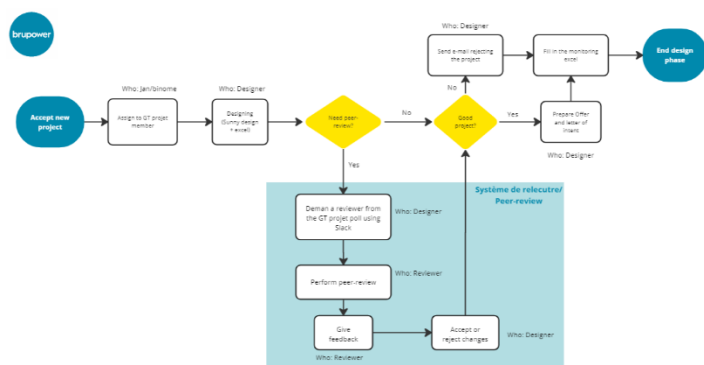 brupower
Who: Designer
Send e-mail rejecting
the project
Fill in the monitoring
excel
End design
phase
Who: Jan/binome
Who: Designer
No
Accept new
project
Assign to GT projet
member
Designing
(Sunny design
+ excel)
Need peer-
review?
No
Good
project?
Yes
Prepare Offer
and letter of
intent
Who: Designer
Yes
Système de relecutre/
Peer-review
Deman a reviewer from
the GT projet poll using
Slack
Who: Designer
Perform peer-review
Who: Reviewer
Give
feedback
Accept or
reject changes
Who: Designer
Who: Reviewer